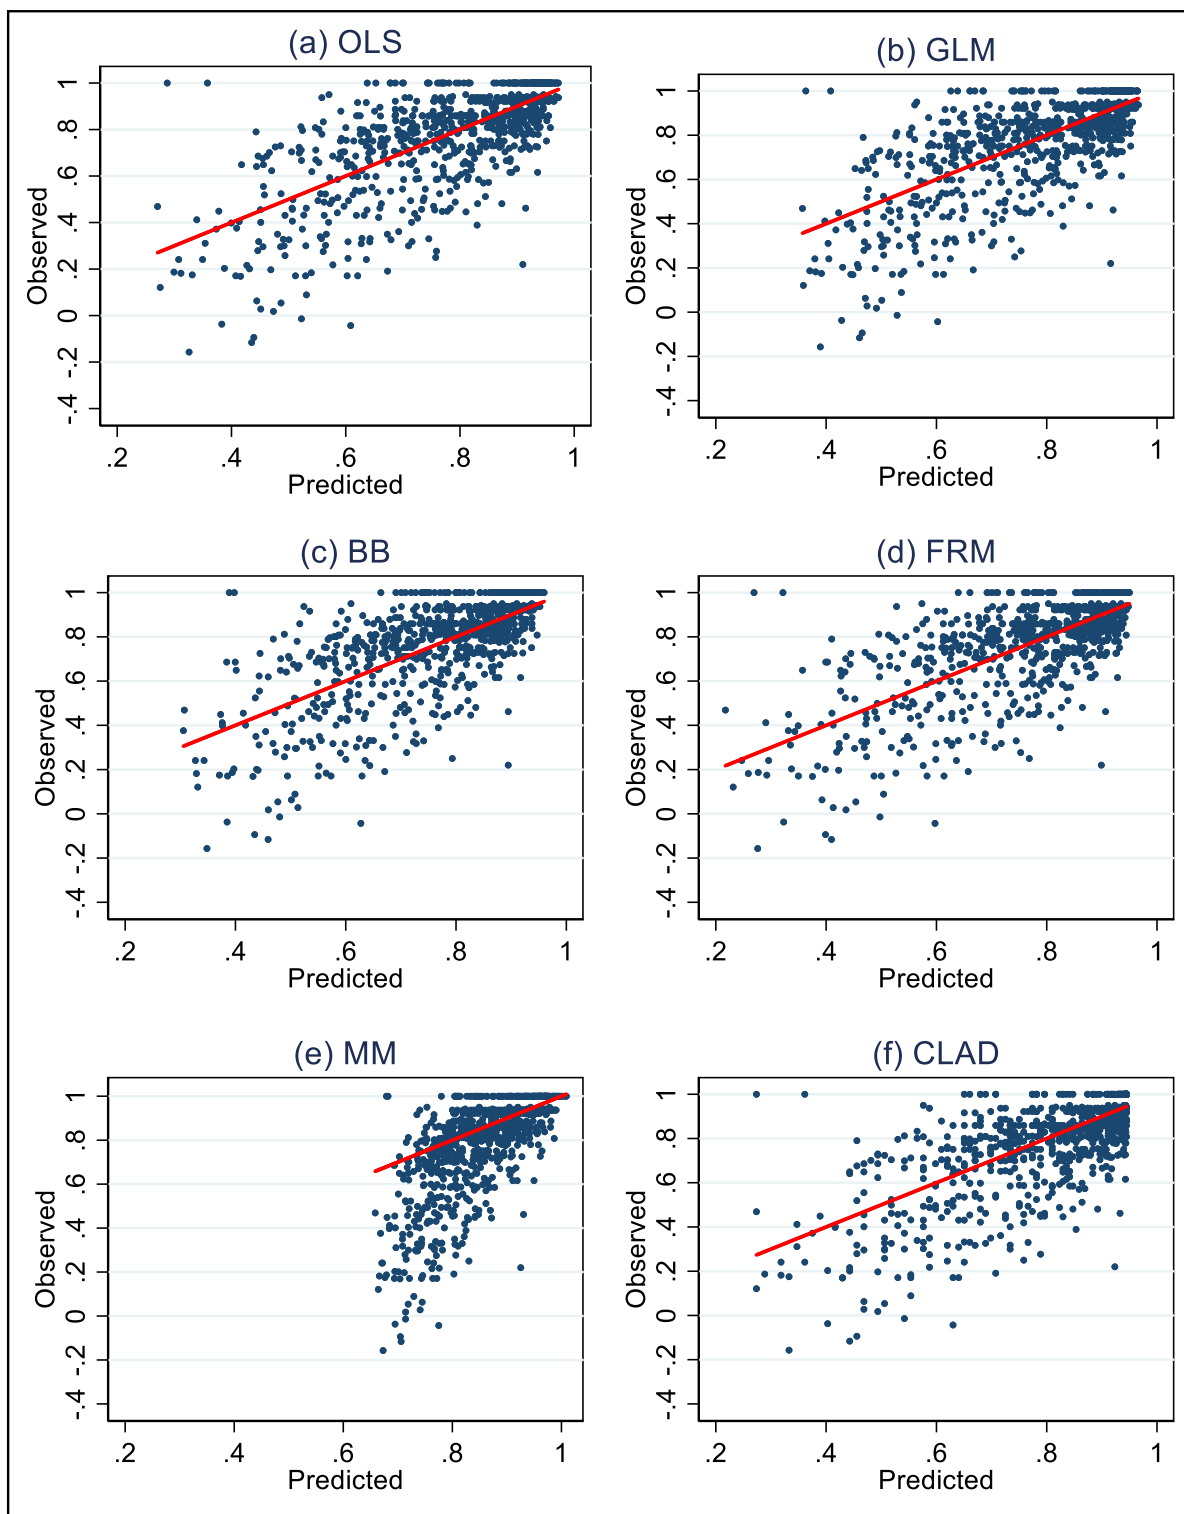 (a) OLS
Observed
1
.8
.6
.4
.2
0
-.2
-.4
.2 .4 .6 .8 1
Predicted
(b) GLM
Observed
1
.8
.6
.4
.2
0
-.2
-.4
.2 .4 .6 .8 1
Predicted
(c) BB
Observed
1
.8
.6
.4
.2
0
-.2
-.4
.2 .4 .6 .8 1
Predicted
(d) FRM
Observed
1
.8
.6
.4
.2
0
-.2
-.4
.2 .4 .6 .8 1
Predicted
(e) MM
Observed
1
.8
.6
.4
.2
0
-.2
-.4
.2 .4 .6 .8 1
Predicted
(f) CLAD
Observed
1
.8
.6
.4
.2
0
-.2
-.4
.2 .4 .6 .8 1
Predicted